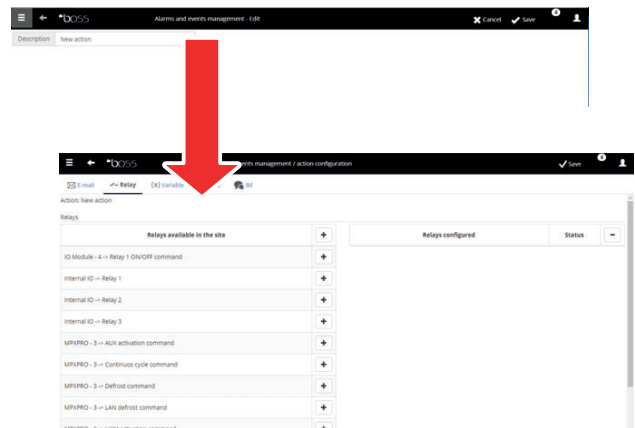 boss Alarms and events management - Edit Cancel Save 4
Description New action
boss ents management / action configuration Save 4
E-mail Relay (X) Variable IM
Action: New action
Relays
Relays available in the site Relays configured Status
IO Module - 4 -> Relay 1 ON/OFF command
Internal IO -> Relay 1
Internal IO -> Relay 2
Internal IO -> Relay 3
MPXPRO - 3 -> AUX activation command
MPXPRO - 3 -> Continuos cycle command
MPXPRO - 3 -> Defrost command
MPXPRO - 3 -> LAN defrost command